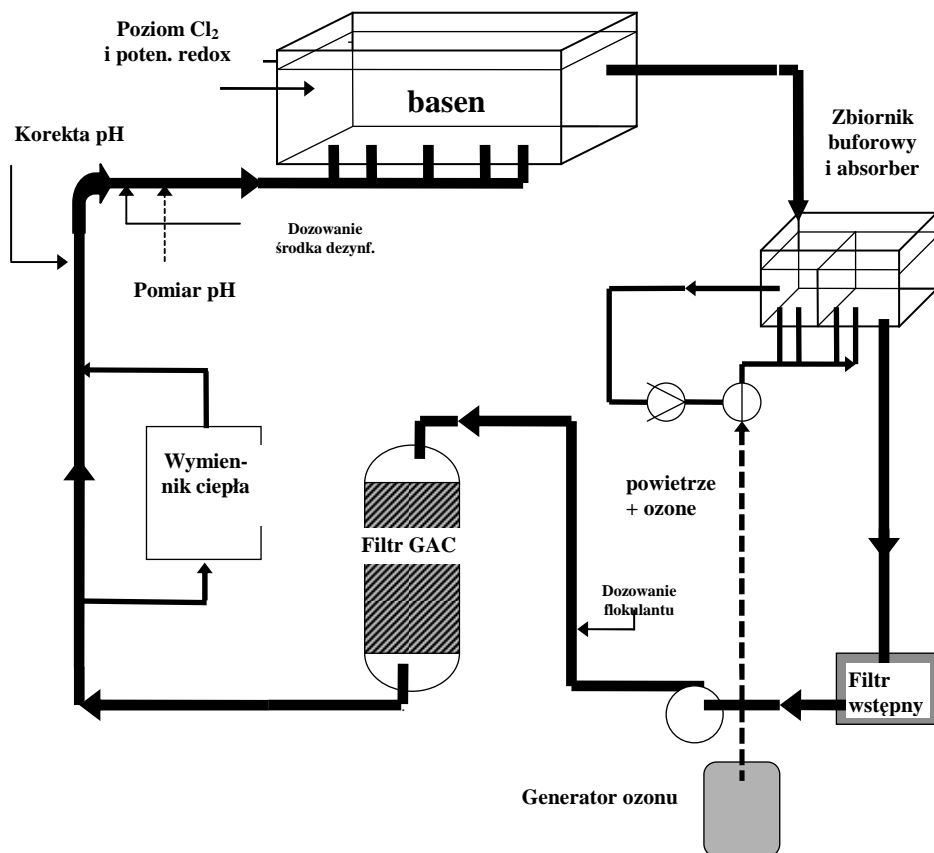 Poziom Cl₂
i poten. redox
basen
Zbiornik
buforowy
i absorber
Korekta pH
Dozowanie
środka dezynf.
Pomiar pH
Wymien-
nik ciepła
Filtr GAC
powietrze
+ ozone
Dozowanie
flokulantu
Filtr
wstępny
Generator ozonu